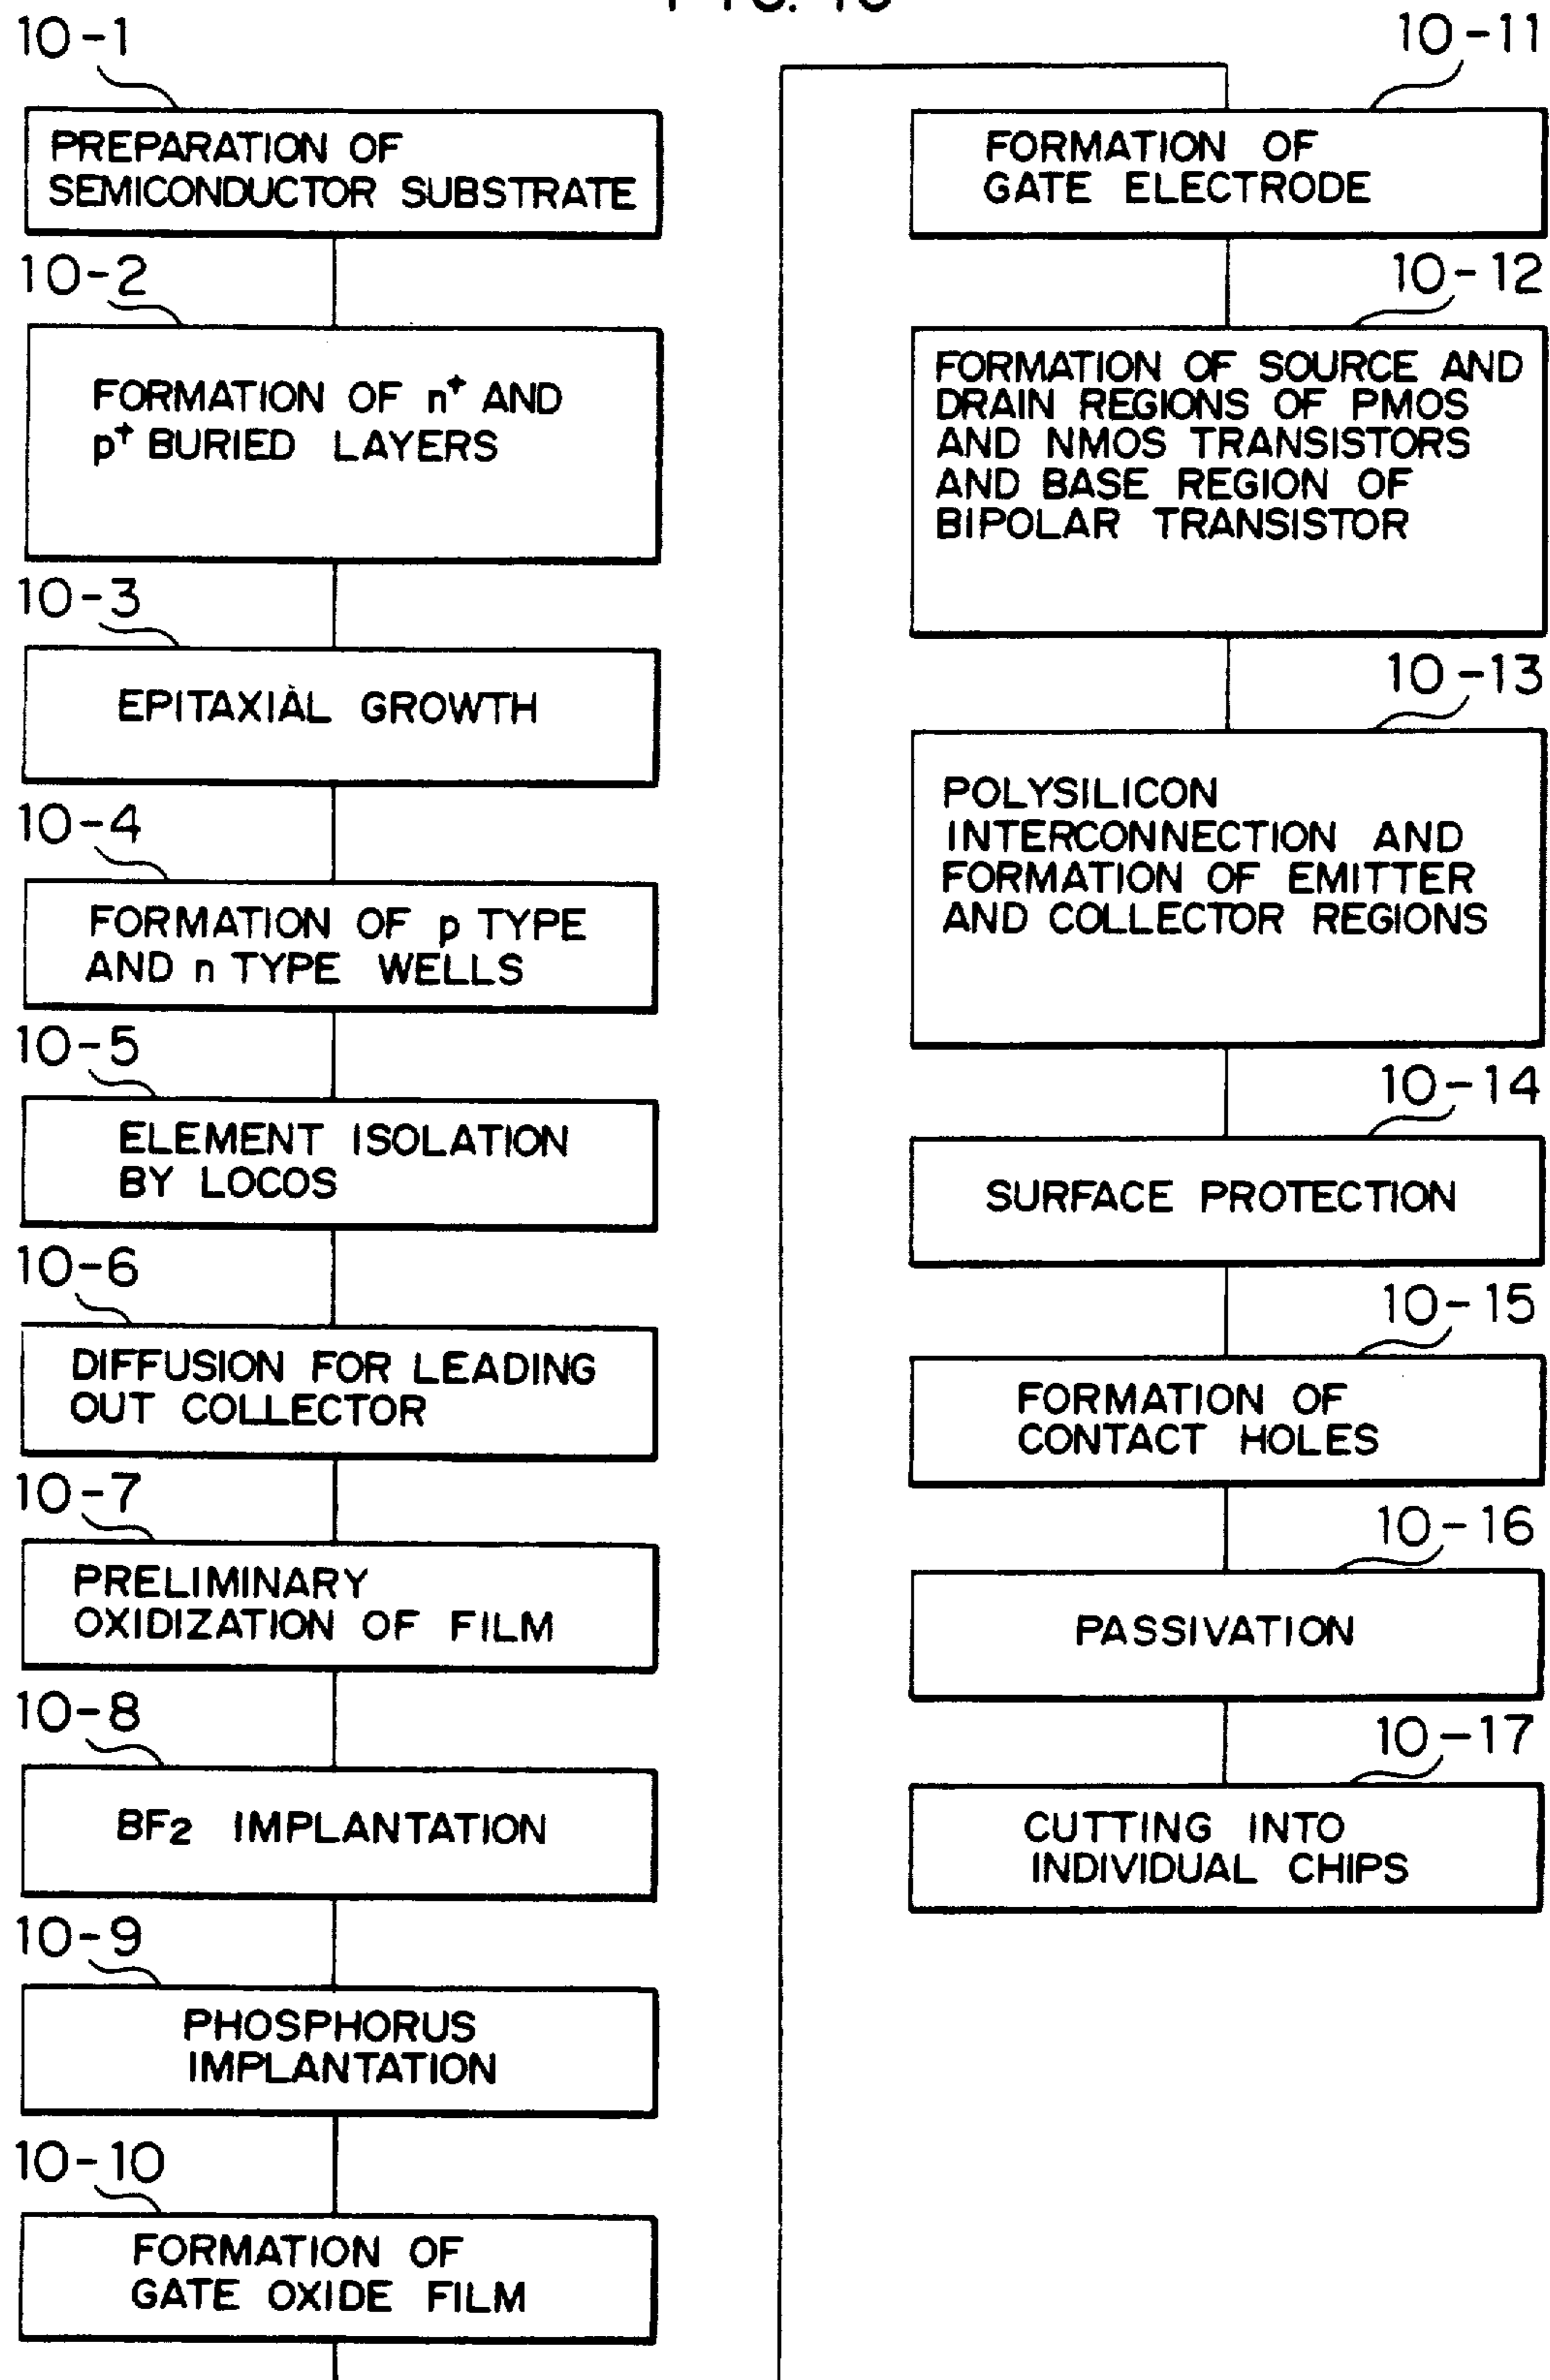 10-1
PREPARATION OF
SEMICONDUCTOR SUBSTRATE
10-2
FORMATION OF n+ AND
p+ BURIED LAYERS
10-3
EPITAXIAL GROWTH
10-4
FORMATION OF p TYPE
AND n TYPE WELLS
10-5
ELEMENT ISOLATION
BY LOCOS
10-6
DIFFUSION FOR LEADING
OUT COLLECTOR
10-7
PRELIMINARY
OXIDIZATION OF FILM
10-8
BF2 IMPLANTATION
10-9
PHOSPHORUS
IMPLANTATION
10-10
FORMATION OF
GATE OXIDE FILM
10-11
FORMATION OF
GATE ELECTRODE
10-12
FORMATION OF SOURCE AND
DRAIN REGIONS OF PMOS
AND NMOS TRANSISTORS
AND BASE REGION OF
BIPOLAR TRANSISTOR
10-13
POLYSILICON
INTERCONNECTION AND
FORMATION OF EMITTER
AND COLLECTOR REGIONS
10-14
SURFACE PROTECTION
10-15
FORMATION OF
CONTACT HOLES
10-16
PASSIVATION
10-17
CUTTING INTO
INDIVIDUAL CHIPS